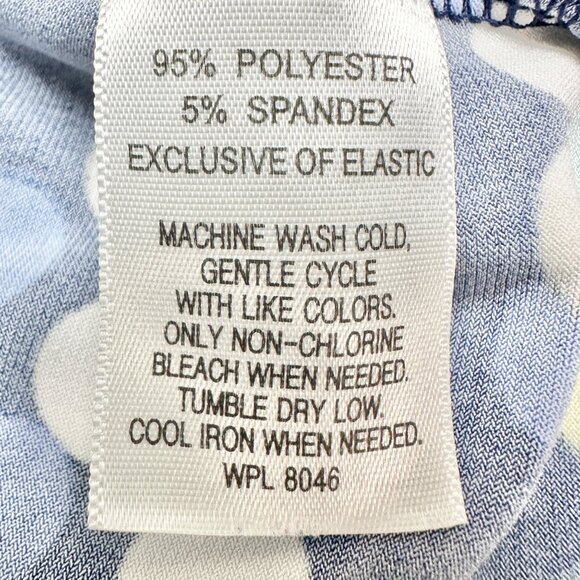 95% POLYESTER
5% SPANDEX
EXCLUSIVE OF ELASTIC
MACHINE WASH COLD,
GENTLE CYCLE
WITH LIKE COLORS.
ONLY NON-CHLORINE
BLEACH WHEN NEEDED.
TUMBLE DRY LOW.
COOL IRON WHEN NEEDED.
WPL 8046